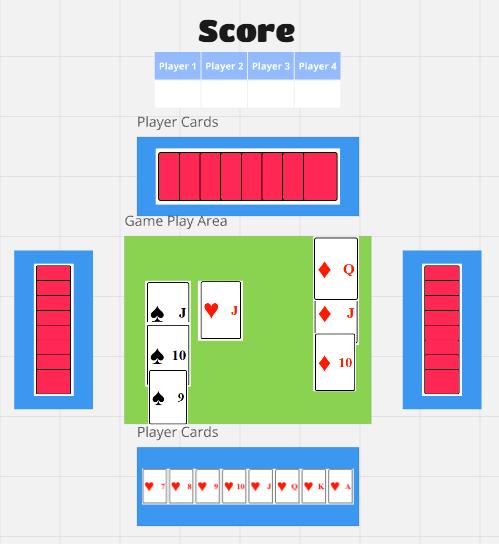 Score
Player 1 Player 2 Player 3 Player 4
Player Cards
Game Play Area
Q
J J J
10 10
9
Player Cards
7 8 9 10 J Q K A